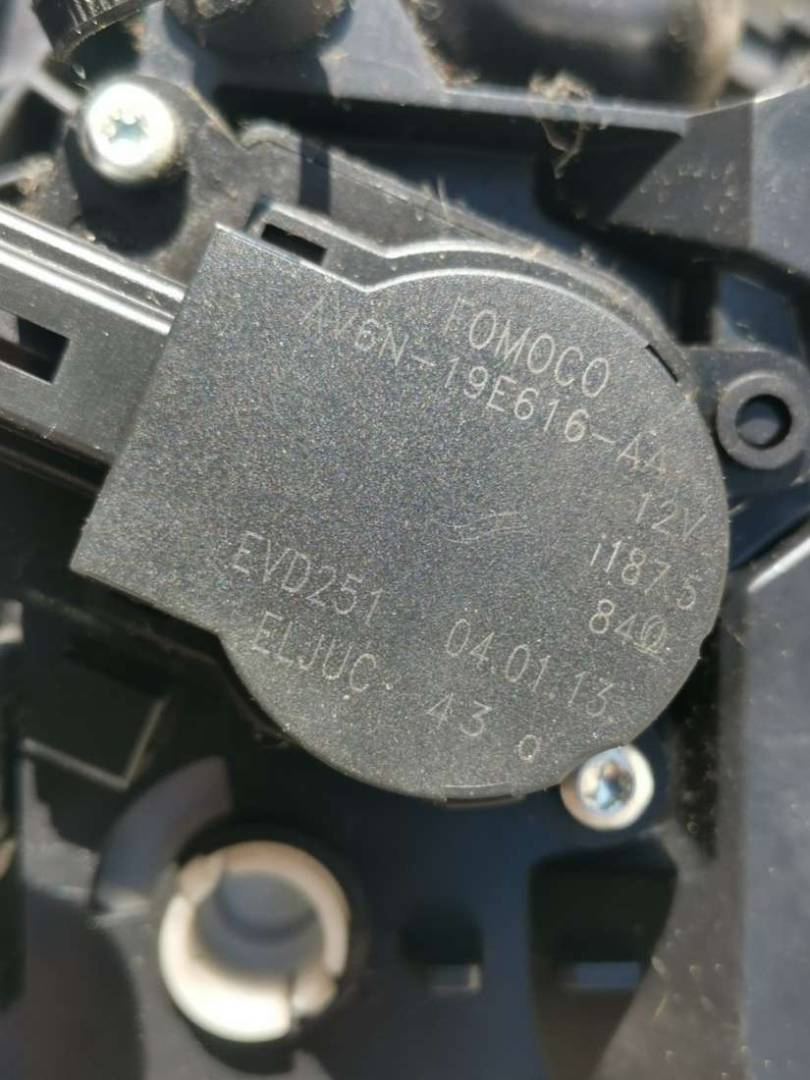 FOMOCO
AV6N-19E616-AA
12V
i187.5
84Ω
EVD251
04.01.13
ELJUC
43 o